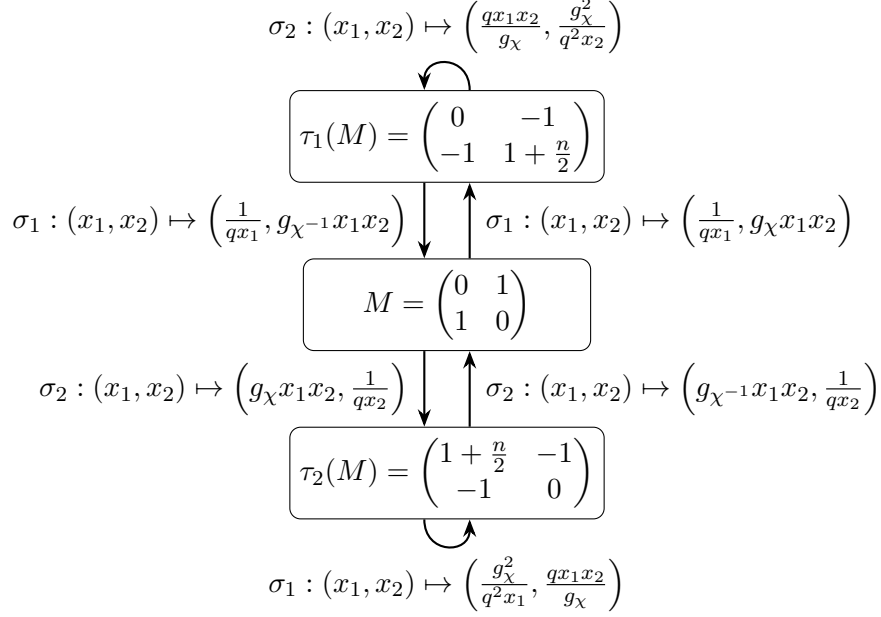 σ₂ : (x₁, x₂) ↦ (qx₁x₂/g_χ, g_χ²/(q²x₂))
τ₁(M) = (0 −1; −1 1 + n/2)
σ₁ : (x₁, x₂) ↦ (1/(qx₁), g_{χ⁻¹}x₁x₂) σ₁ : (x₁, x₂) ↦ (1/(qx₁), g_χx₁x₂)
M = (0 1; 1 0)
σ₂ : (x₁, x₂) ↦ (g_χx₁x₂, 1/(qx₂)) σ₂ : (x₁, x₂) ↦ (g_{χ⁻¹}x₁x₂, 1/(qx₂))
τ₂(M) = (1 + n/2 −1; −1 0)
σ₁ : (x₁, x₂) ↦ (g_χ²/(q²x₁), qx₁x₂/g_χ)